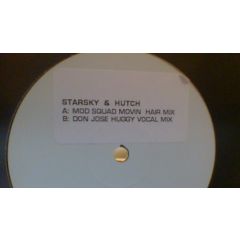 STARSKY & HUTCH
A: MOD SQUAD MOVIN HAIR MIX
B: DON JOSE HUGGY VOCAL MIX